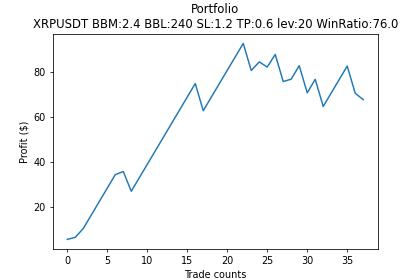 Portfolio
XRPUSDT BBM:2.4 BBL:240 SL:1.2 TP:0.6 lev:20 WinRatio:76.0
Profit ($)
80
60
40
20
0 5 10 15 20 25 30 35
Trade counts